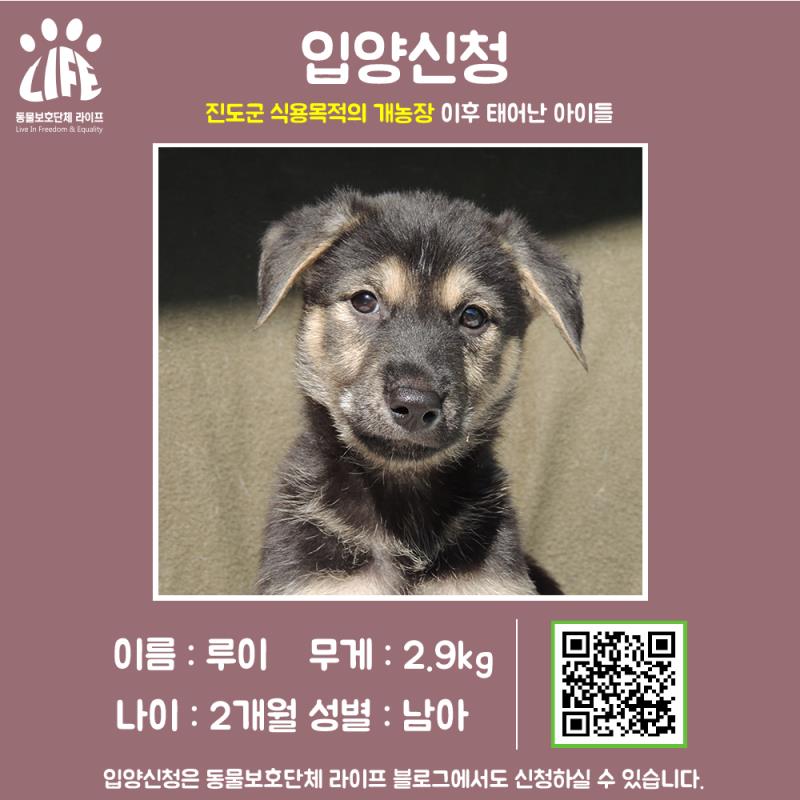 LIFE
동물보호단체 라이프
Live In Freedom & Equality
입양신청
진도군 식용목적의 개농장 이후 태어난 아이들
이름 : 루이 무게 : 2.9kg
나이 : 2개월 성별 : 남아
입양신청은 동물보호단체 라이프 블로그에서도 신청하실 수 있습니다.